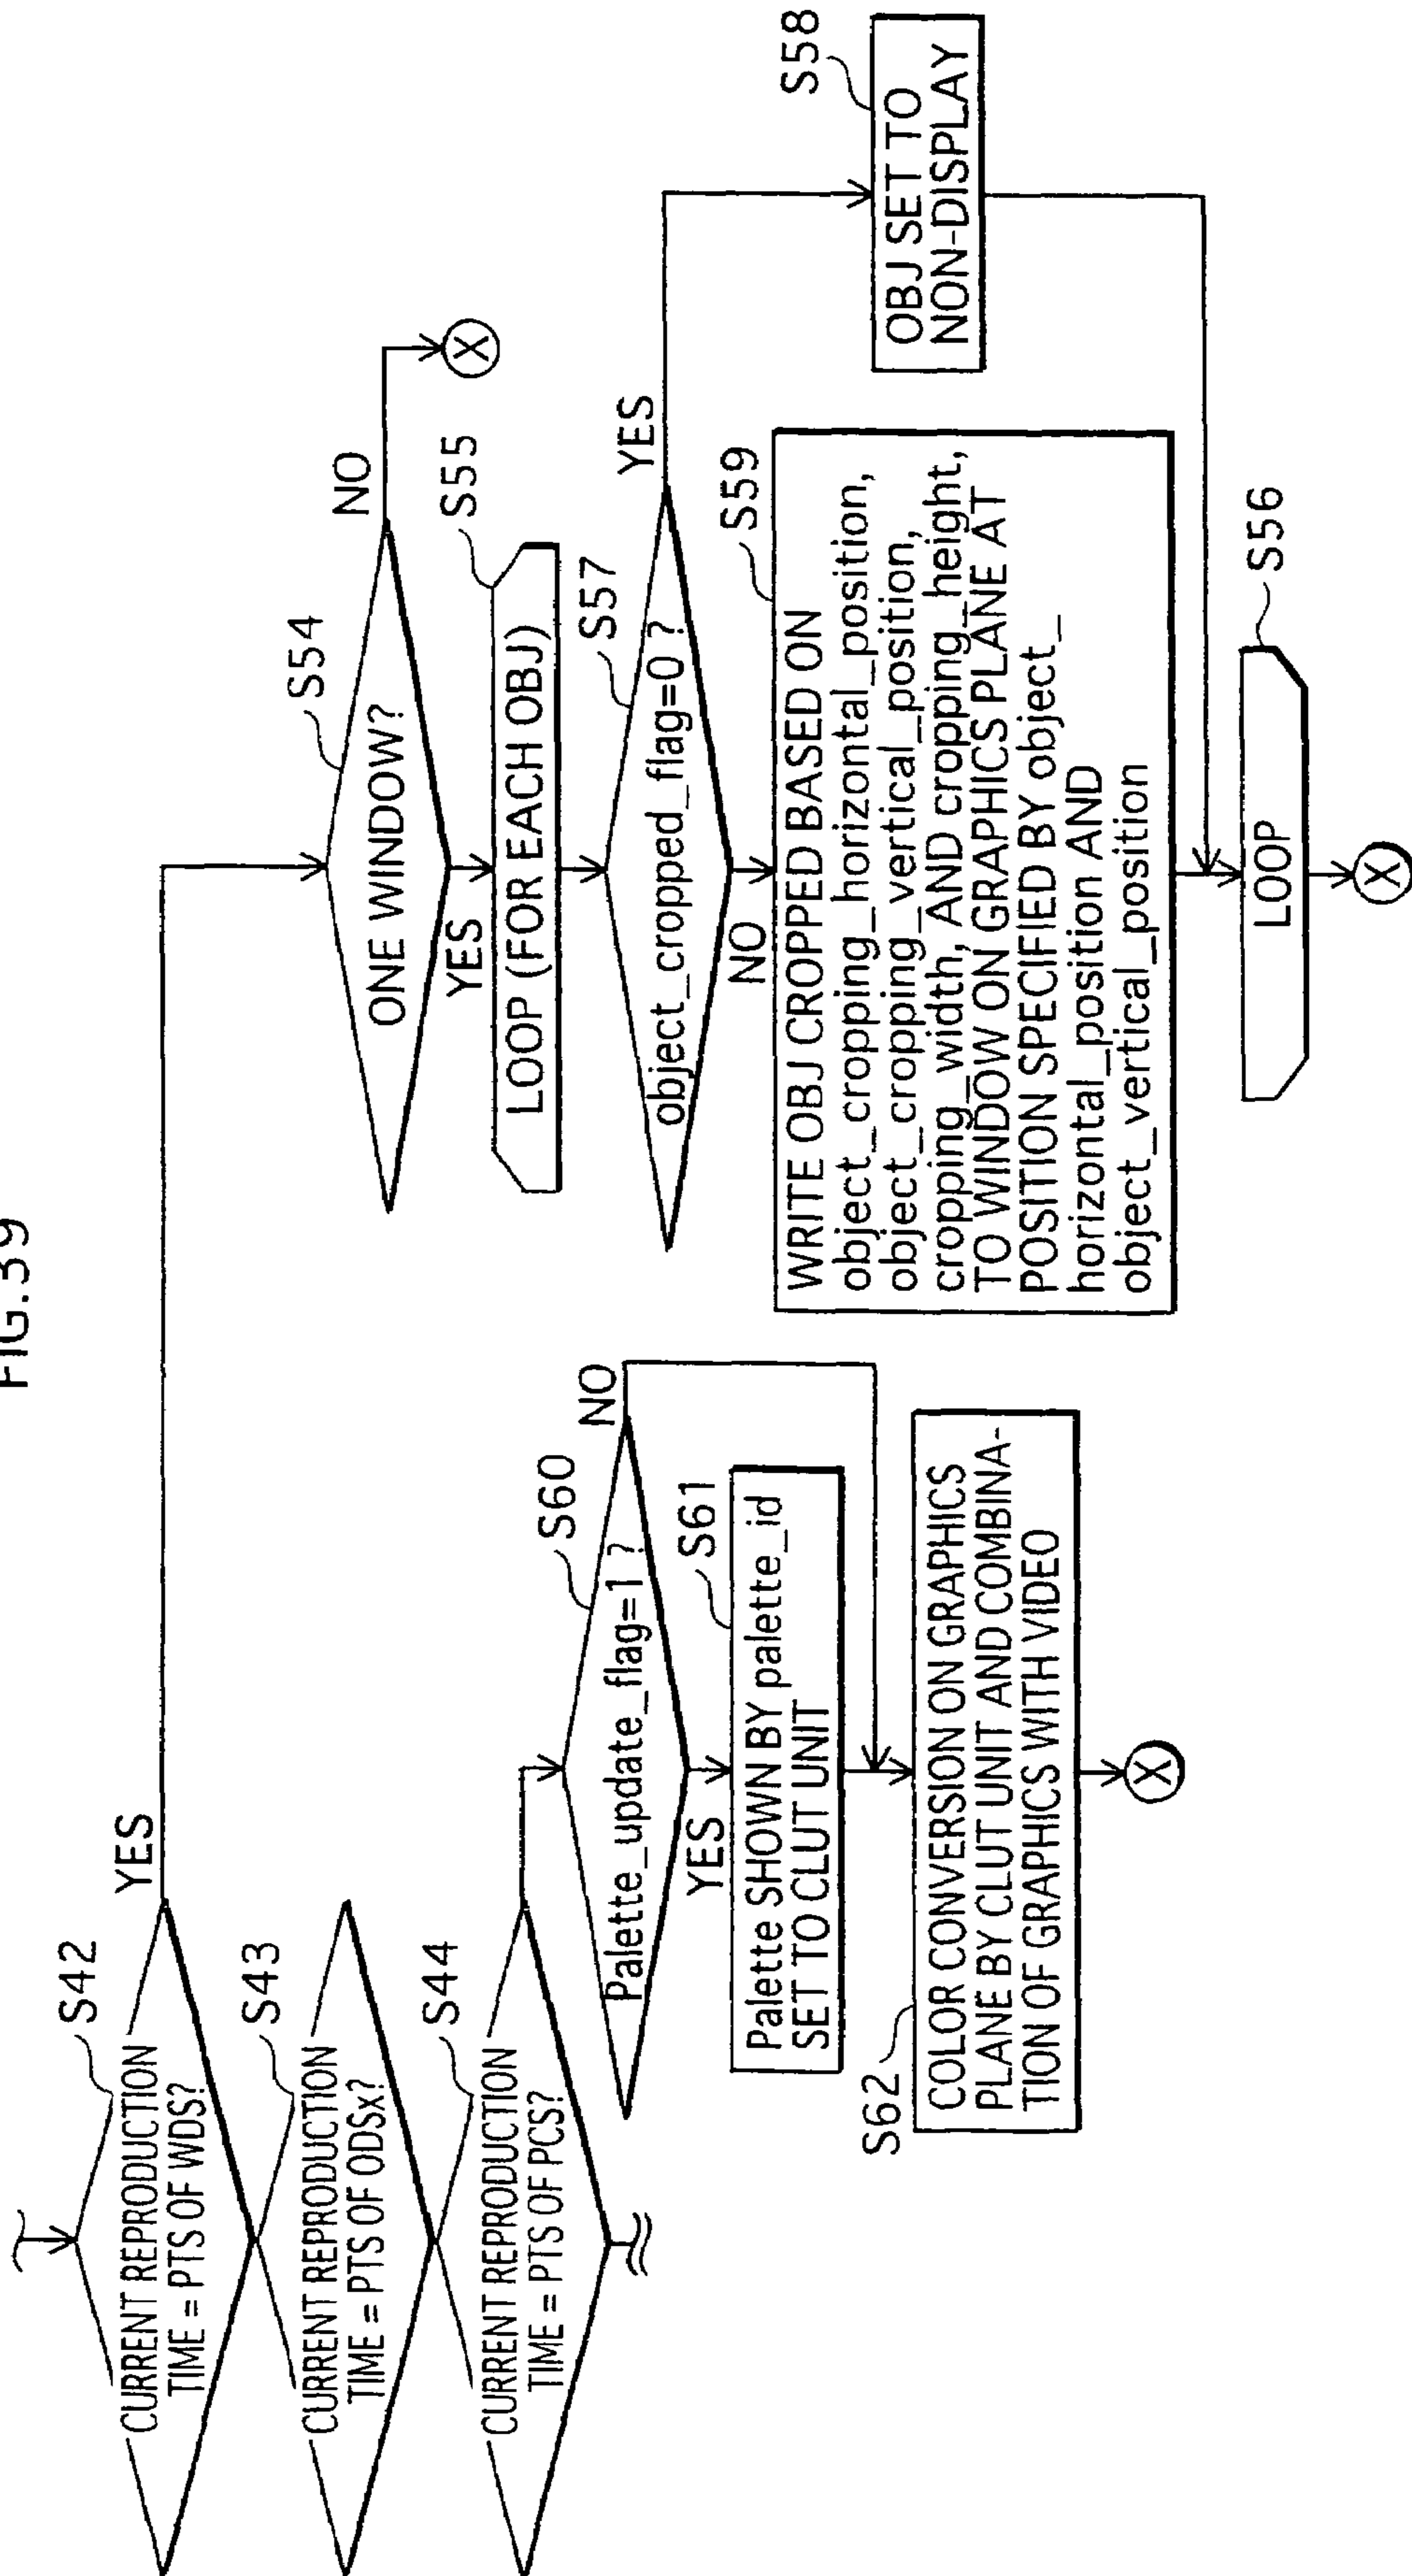 FIG.39
S42
CURRENT REPRODUCTION
TIME = PTS OF WDS?
YES
S43
CURRENT REPRODUCTION
TIME = PTS OF ODSx?
S44
CURRENT REPRODUCTION
TIME = PTS OF PCS?
S60
Palette_update_flag=1 ?
NO
YES
S61
Palette SHOWN BY palette_id
SET TO CLUT UNIT
S62
COLOR CONVERSION ON GRAPHICS
PLANE BY CLUT UNIT AND COMBINA-
TION OF GRAPHICS WITH VIDEO
X
S54
ONE WINDOW?
NO
X
YES
S55
LOOP (FOR EACH OBJ)
S57
object_cropped_flag=0 ?
YES
NO
S59
WRITE OBJ CROPPED BASED ON
object_cropping_horizontal_position,
object_cropping_vertical_position,
cropping_width, AND cropping_height,
TO WINDOW ON GRAPHICS PLANE AT
POSITION SPECIFIED BY object_
horizontal_position AND
object_vertical_position
S58
OBJ SET TO
NON-DISPLAY
S56
LOOP
X